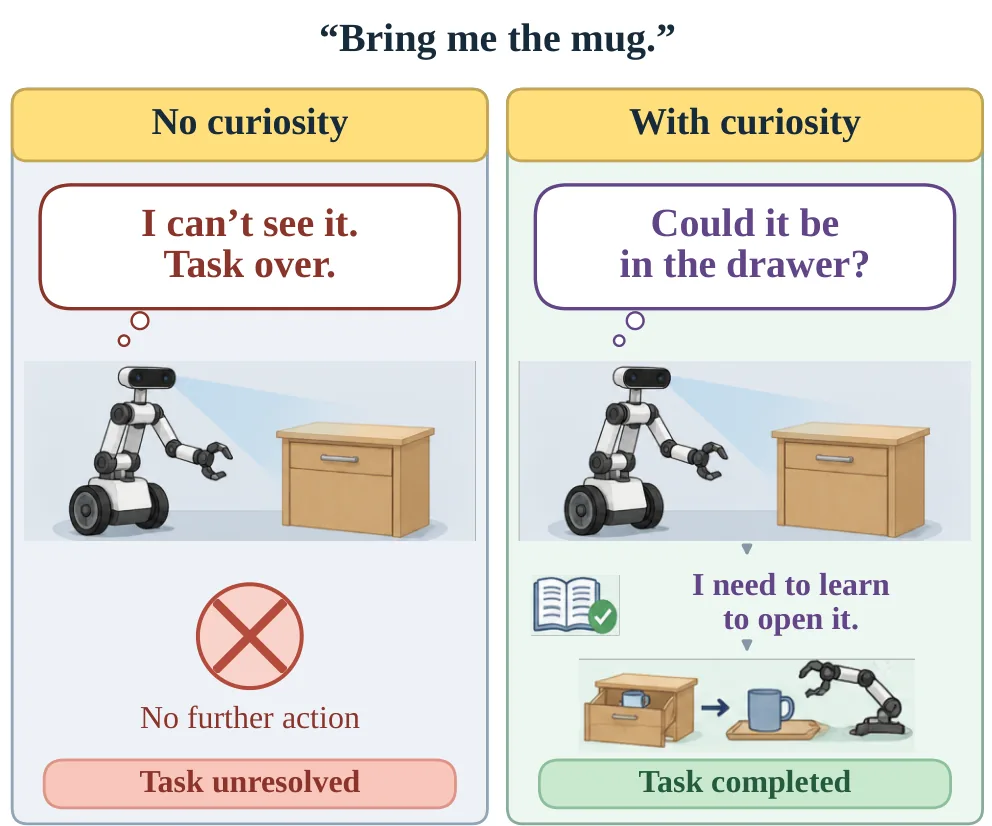 “Bring me the mug.”
No curiosity
I can’t see it.
Task over.
No further action
Task unresolved
With curiosity
Could it be
in the drawer?
I need to learn
to open it.
Task completed